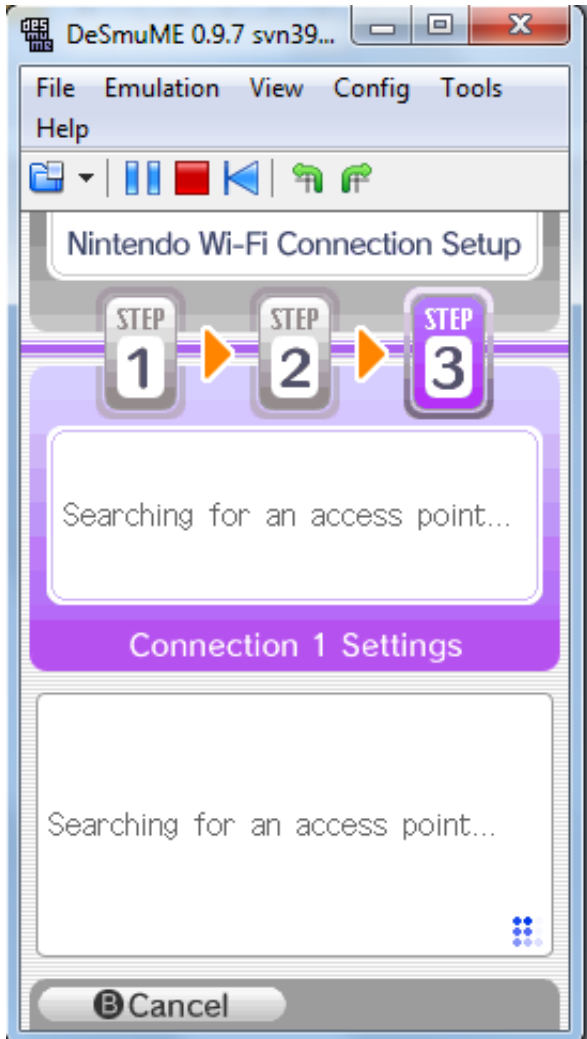 DeSmuME 0.9.7 svn39...
File Emulation View Config Tools
Help
Nintendo Wi-Fi Connection Setup
STEP 1 STEP 2 STEP 3
Searching for an access point...
Connection 1 Settings
Searching for an access point...
B Cancel